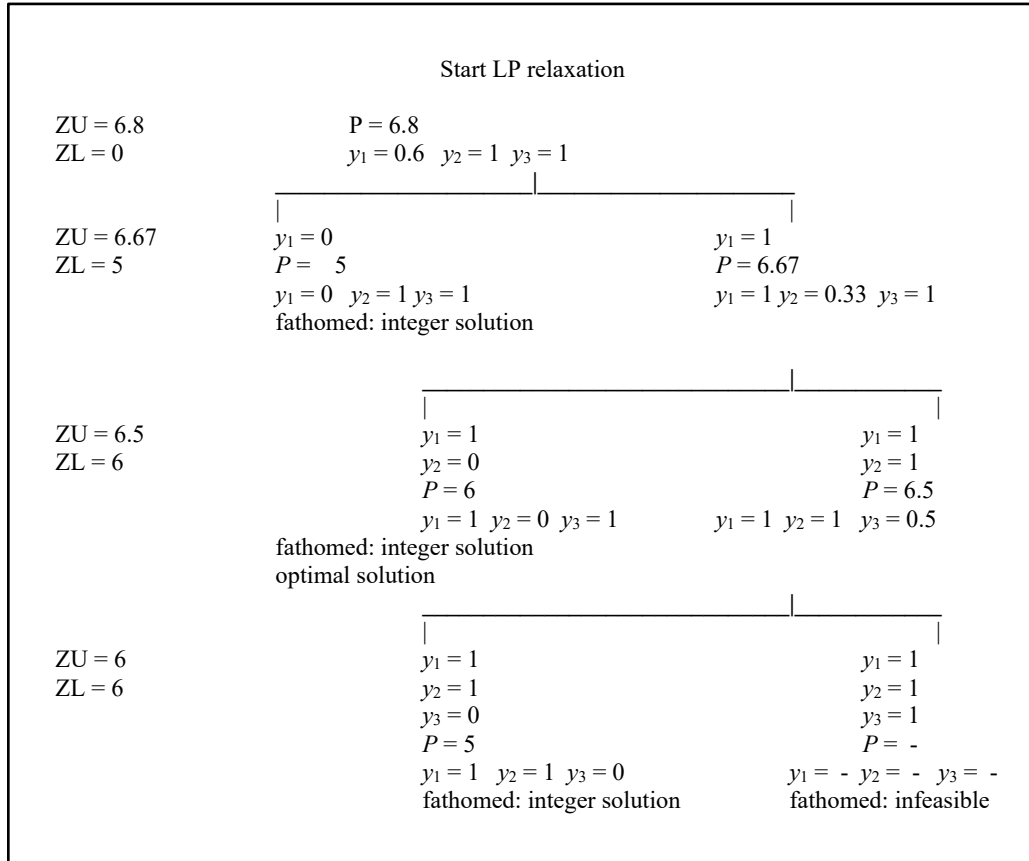 Start LP relaxation
ZU = 6.8 P = 6.8
ZL = 0 y1 = 0.6 y2 = 1 y3 = 1
ZU = 6.67 y1 = 0 y1 = 1
ZL = 5 P = 5 P = 6.67
y1 = 0 y2 = 1 y3 = 1 y1 = 1 y2 = 0.33 y3 = 1
fathomed: integer solution
ZU = 6.5 y1 = 1 y1 = 1
ZL = 6 y2 = 0 y2 = 1
P = 6 P = 6.5
y1 = 1 y2 = 0 y3 = 1 y1 = 1 y2 = 1 y3 = 0.5
fathomed: integer solution
optimal solution
ZU = 6 y1 = 1 y1 = 1
ZL = 6 y2 = 1 y2 = 1
y3 = 0 y3 = 1
P = 5 P = -
y1 = 1 y2 = 1 y3 = 0 y1 = - y2 = - y3 = -
fathomed: integer solution fathomed: infeasible